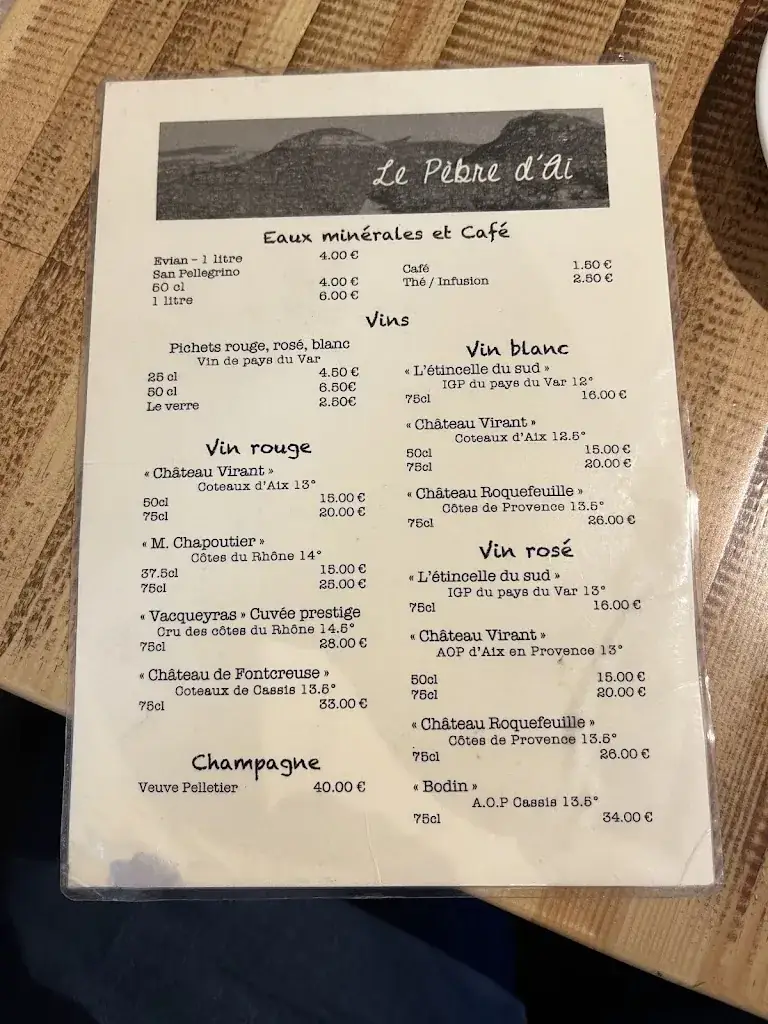 Le Pèbre d'Ai
Eaux minérales et Café
Evian - 1 litre 4.00 €
San Pellegrino
50 cl 4.00 €
1 litre 6.00 €
Café 1.50 €
Thé / Infusion 2.50 €
Vins
Pichets rouge, rosé, blanc
Vin de pays du Var
25 cl 4.50 €
50 cl 6.50€
Le verre 2.50€
Vin rouge
« Château Virant »
Coteaux d'Aix 13°
50cl 15.00 €
75cl 20.00 €
« M. Chapoutier »
Côtes du Rhône 14°
37.5cl 15.00 €
75cl 25.00 €
« Vacqueyras » Cuvée prestige
Cru des côtes du Rhône 14.5°
75cl 28.00 €
« Château de Fontcreuse »
Coteaux de Cassis 13.5°
75cl 33.00 €
Champagne
Veuve Pelletier 40.00 €
Vin blanc
« L'étincelle du sud »
IGP du pays du Var 12°
75cl 16.00 €
« Château Virant »
Coteaux d'Aix 12.5°
50cl 15.00 €
75cl 20.00 €
« Château Roquefeuille »
Côtes de Provence 13.5°
75cl 26.00 €
Vin rosé
« L'étincelle du sud »
IGP du pays du Var 13°
75cl 16.00 €
« Château Virant »
AOP d'Aix en Provence 13°
50cl 15.00 €
75cl 20.00 €
« Château Roquefeuille »
Côtes de Provence 13.5°
75cl 26.00 €
« Bodin »
A.O.P Cassis 13.5°
75cl 34.00 €